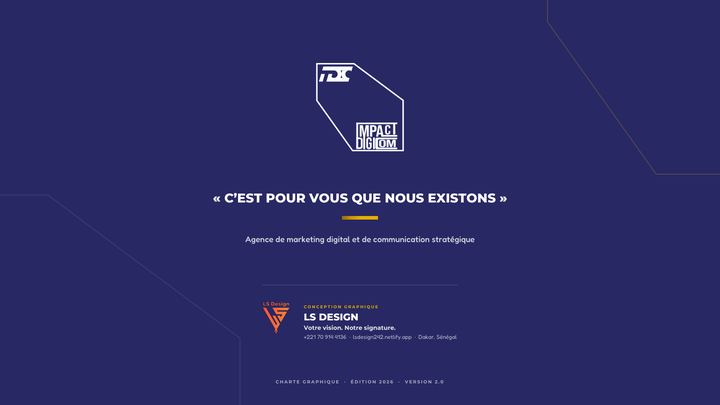 IMPACT
DIGICOM
« C’EST POUR VOUS QUE NOUS EXISTONS »
Agence de marketing digital et de communication stratégique
LS Design
CONCEPTION GRAPHIQUE
LS DESIGN
Votre vision. Notre signature.
+221 70 914 4136 · lsdesign242.netlify.app · Dakar, Sénégal
CHARTE GRAPHIQUE · ÉDITION 2026 · VERSION 2.0